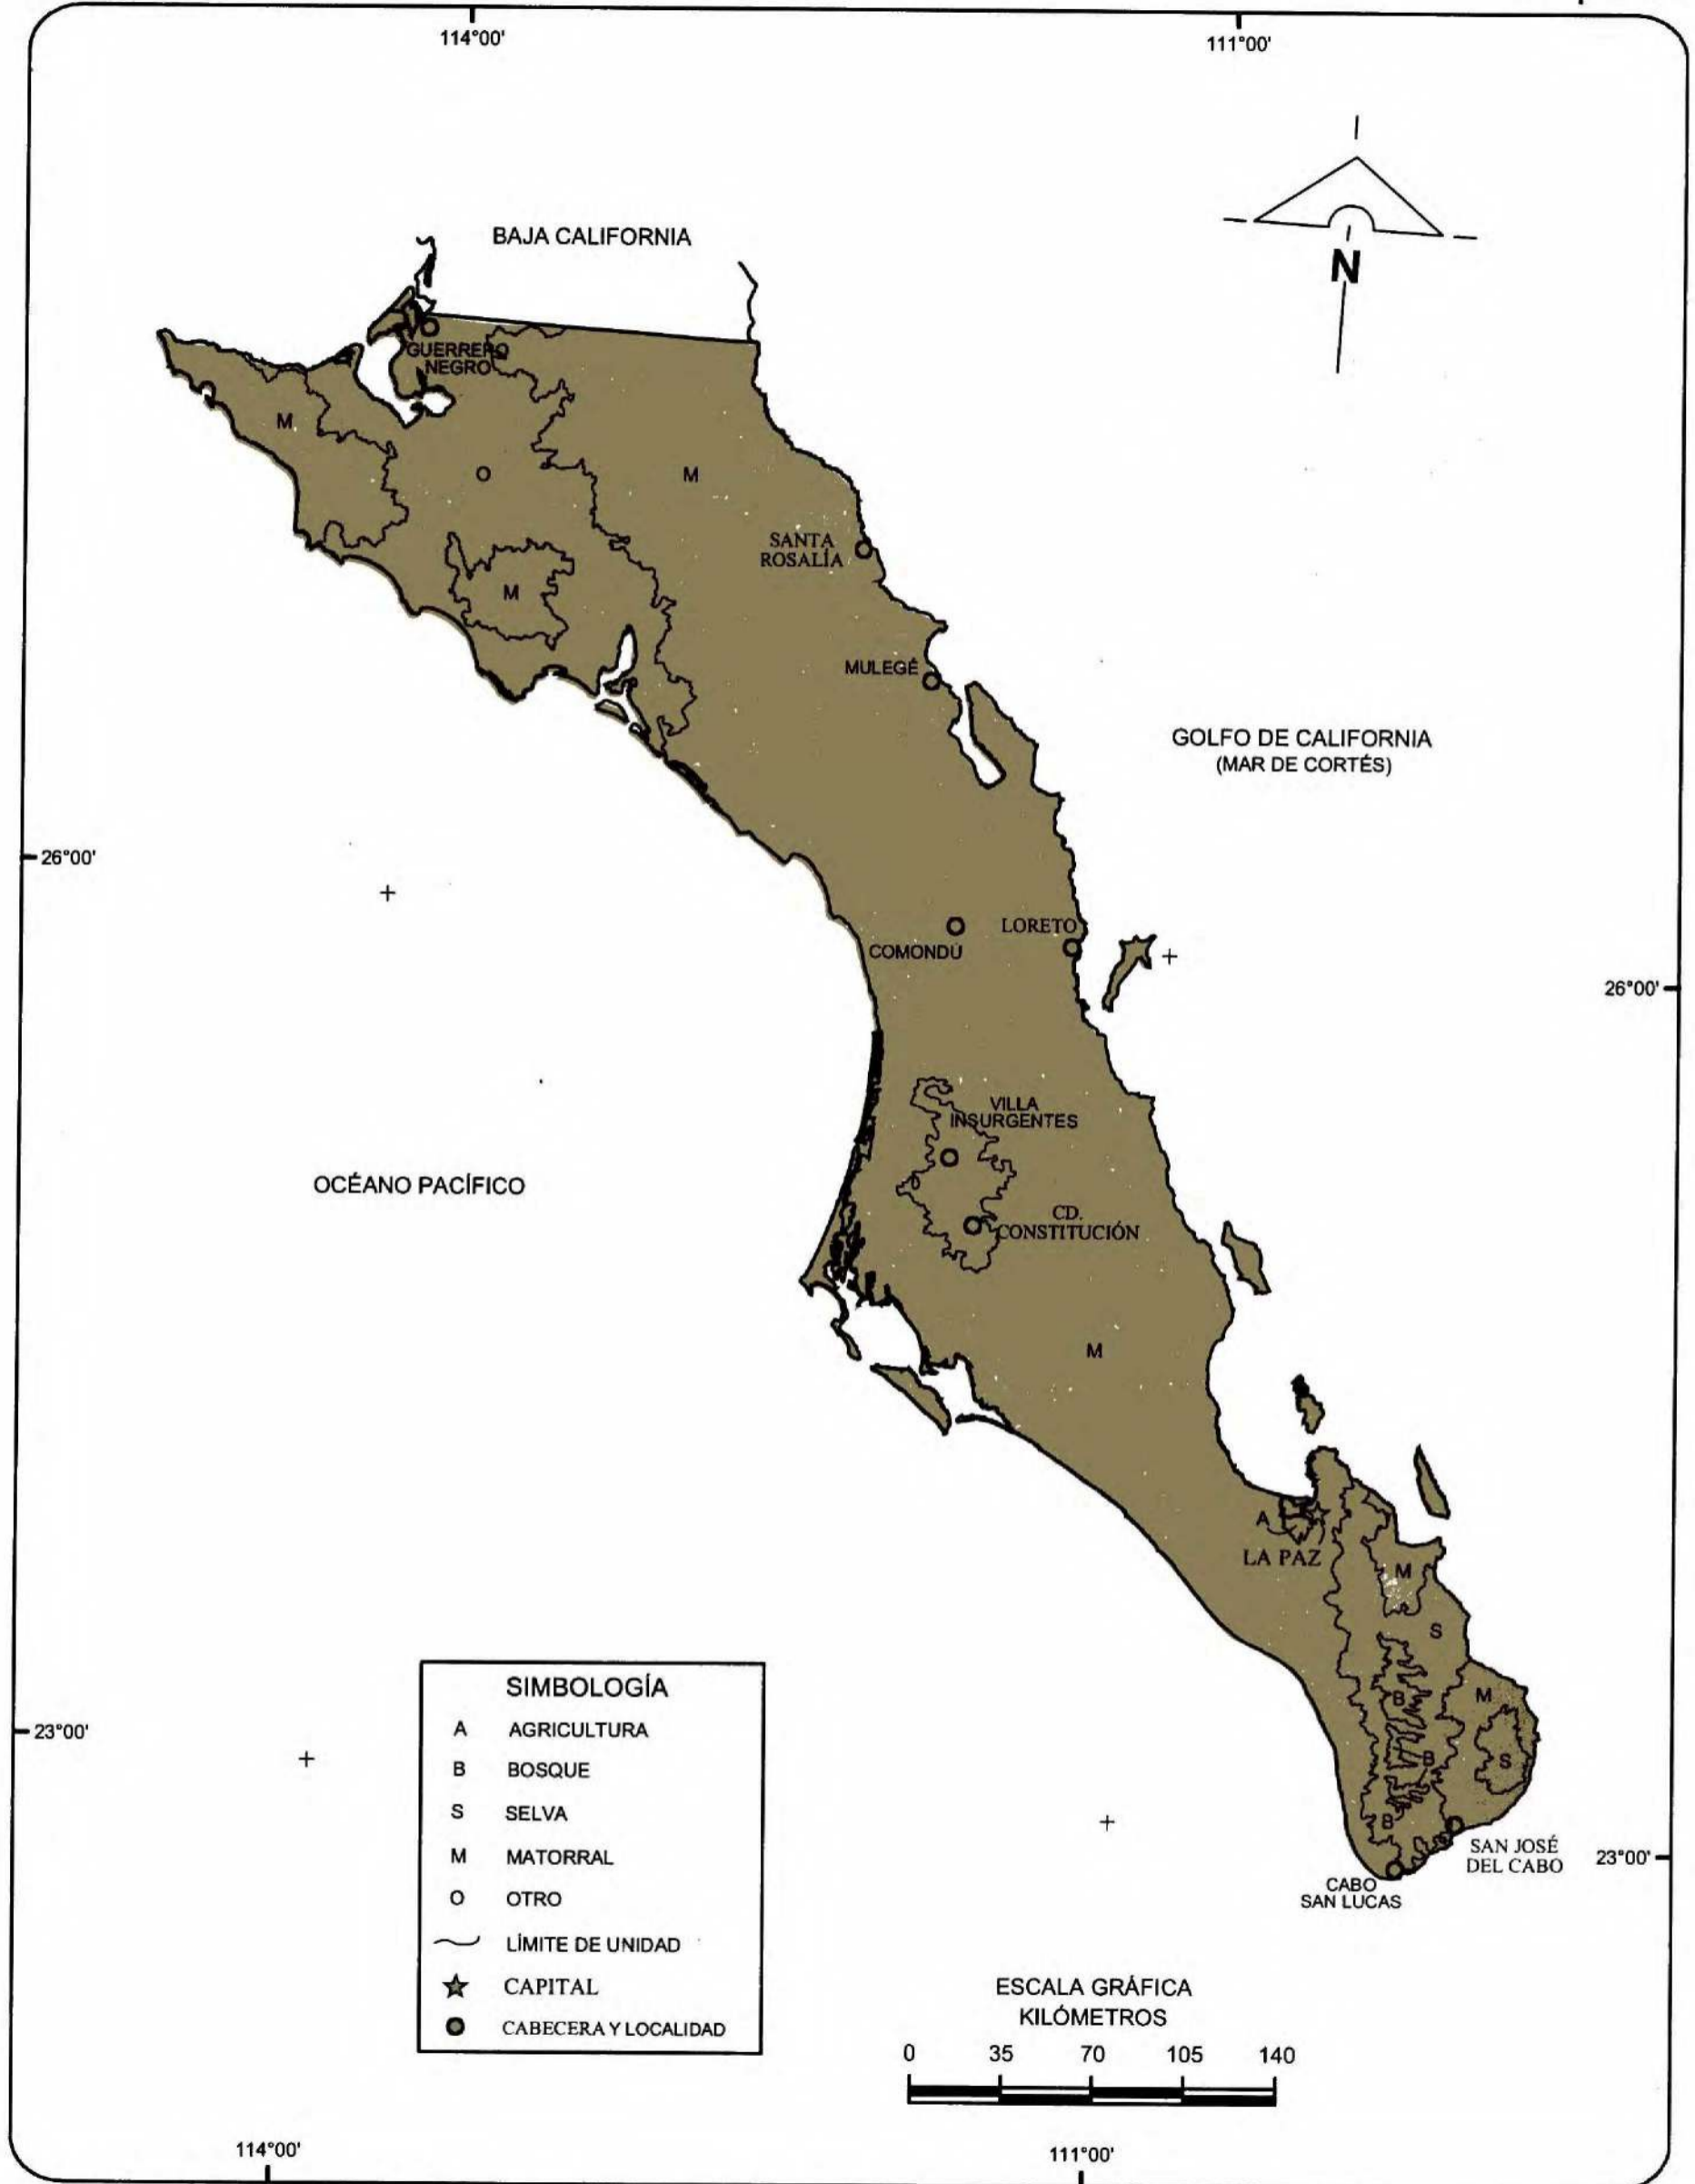 114°00'
111°00'
BAJA CALIFORNIA
N
GUERRERO
NEGRO
M
O
M
SANTA
ROSALÍA
M
MULEGÉ
GOLFO DE CALIFORNIA
(MAR DE CORTÉS)
26°00'
COMONDÚ
LORETO
26°00'
VILLA
INSURGENTES
OCÉANO PACÍFICO
CD.
CONSTITUCIÓN
M
A
LA PAZ
M
S
B
M
B
S
B
S
SAN JOSÉ
DEL CABO
CABO
SAN LUCAS
23°00'
23°00'
SIMBOLOGÍA
A AGRICULTURA
B BOSQUE
S SELVA
M MATORRAL
O OTRO
LÍMITE DE UNIDAD
CAPITAL
CABECERA Y LOCALIDAD
ESCALA GRÁFICA
KILÓMETROS
0 35 70 105 140
114°00'
111°00'